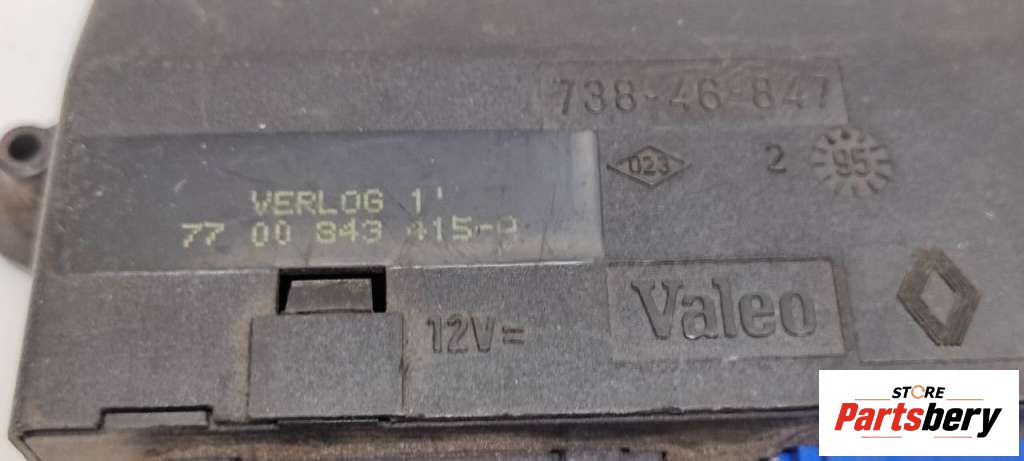 738-46-847
023
2 95
VERLOG 1'
77 00 843 415-A
12V=
Valeo
STORE
Partsbery